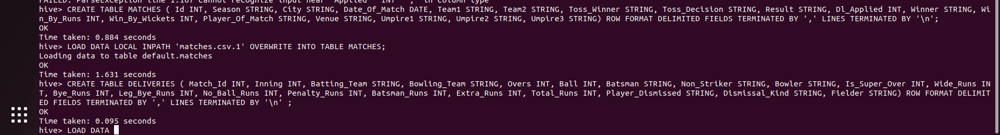 FAILED: ParseException line 1:167 cannot recognize input near 'Applied' 'INT' ',' in column type
hive> CREATE TABLE MATCHES ( Id INT, Season STRING, City STRING, Date_Of_Match DATE, Team1 STRING, Team2 STRING, Toss_Winner STRING, Toss_Decision STRING, Result STRING, Dl_Applied INT, Winner STRING, Wi
n_By_Runs INT, Win_By_Wickets INT, Player_Of_Match STRING, Venue STRING, Umpire1 STRING, Umpire2 STRING, Umpire3 STRING) ROW FORMAT DELIMITED FIELDS TERMINATED BY ',' LINES TERMINATED BY '\n';
OK
Time taken: 0.884 seconds
hive> LOAD DATA LOCAL INPATH 'matches.csv.1' OVERWRITE INTO TABLE MATCHES;
Loading data to table default.matches
OK
Time taken: 1.631 seconds
hive> CREATE TABLE DELIVERIES ( Match_Id INT, Inning INT, Batting_Team STRING, Bowling_Team STRING, Overs INT, Ball INT, Batsman STRING, Non_Striker STRING, Bowler STRING, Is_Super_Over INT, Wide_Runs IN
T, Bye_Runs INT, Leg_Bye_Runs INT, No_Ball_Runs INT, Penalty_Runs INT, Batsman_Runs INT, Extra_Runs INT, Total_Runs INT, Player_Dismissed STRING, Dismissal_Kind STRING, Fielder STRING) ROW FORMAT DELIMIT
ED FIELDS TERMINATED BY ',' LINES TERMINATED BY '\n' ;
OK
Time taken: 0.095 seconds
hive> LOAD DATA